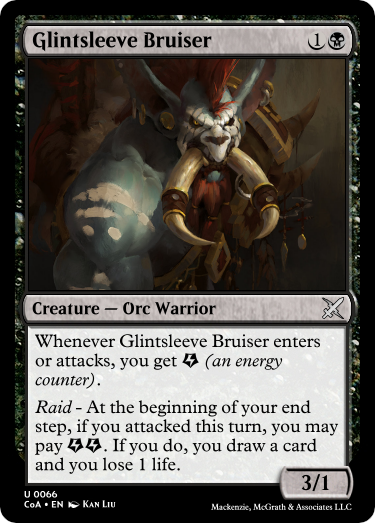 Glintsleeve Bruiser 1
Creature — Orc Warrior
Whenever Glintsleeve Bruiser enters
or attacks, you get (an energy
counter).
Raid - At the beginning of your end
step, if you attacked this turn, you may
pay . If you do, you draw a card
and you lose 1 life.
3/1
U 0066
CoA • EN Kan Liu
Mackenzie, McGrath & Associates LLC